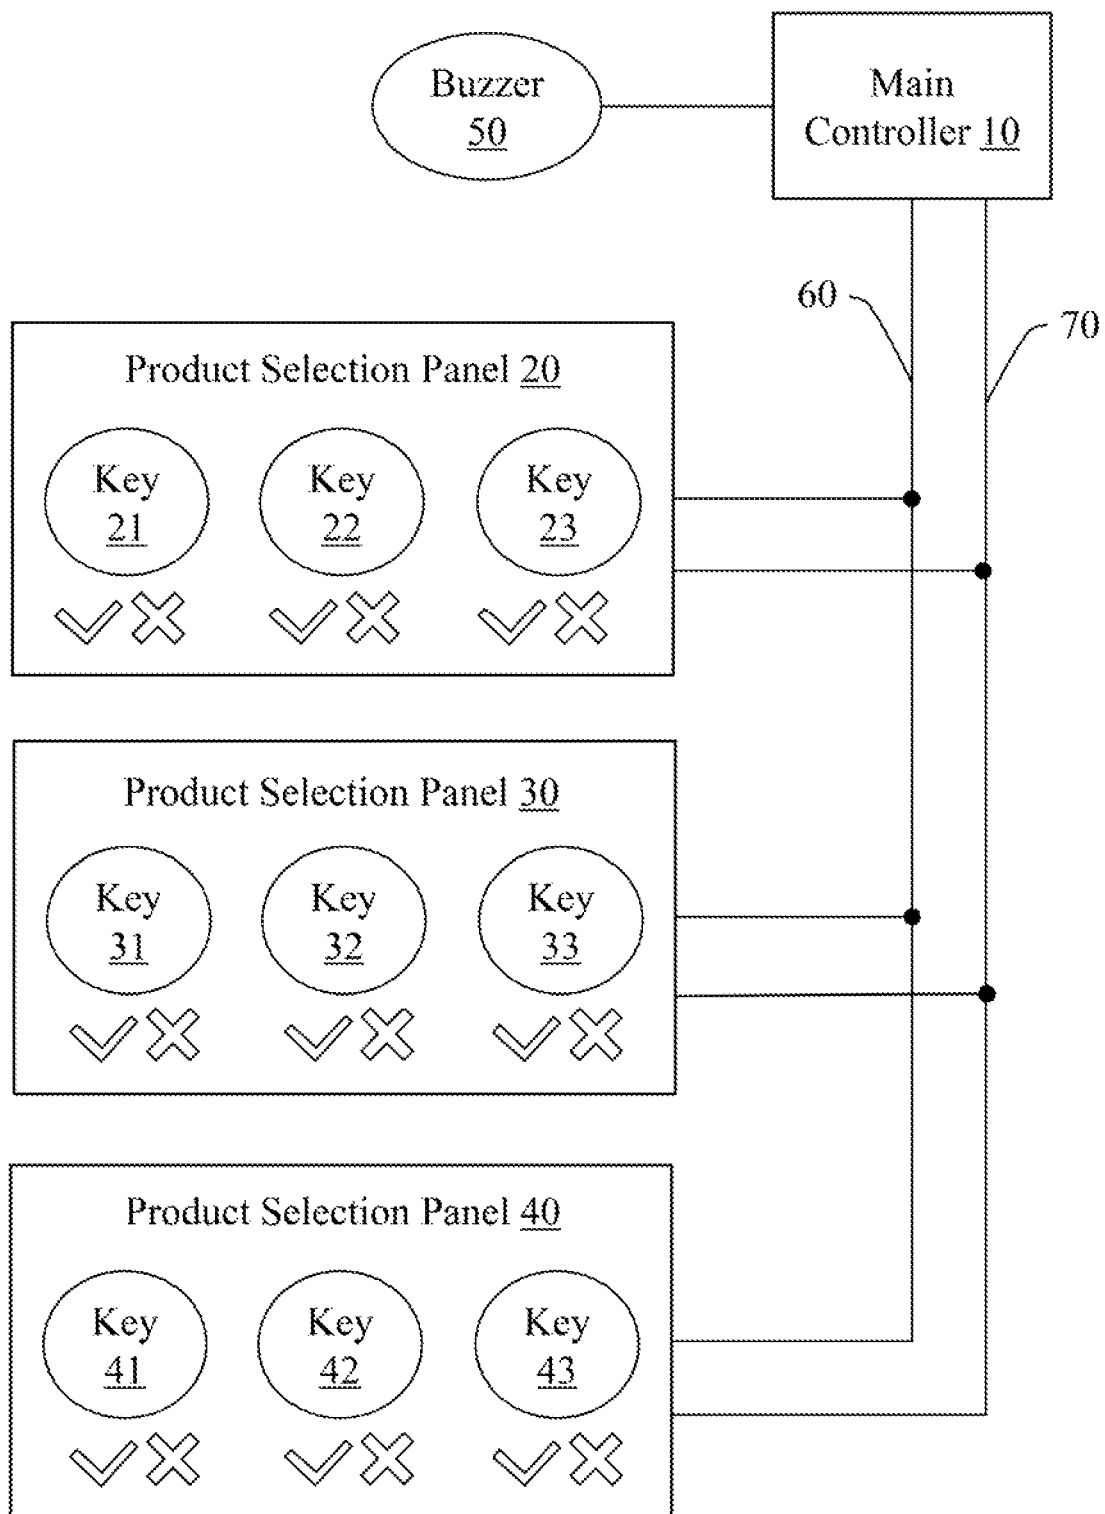 Buzzer
50
Main
Controller 10
60
70
Product Selection Panel 20
Key
21
Key
22
Key
23
Product Selection Panel 30
Key
31
Key
32
Key
33
Product Selection Panel 40
Key
41
Key
42
Key
43